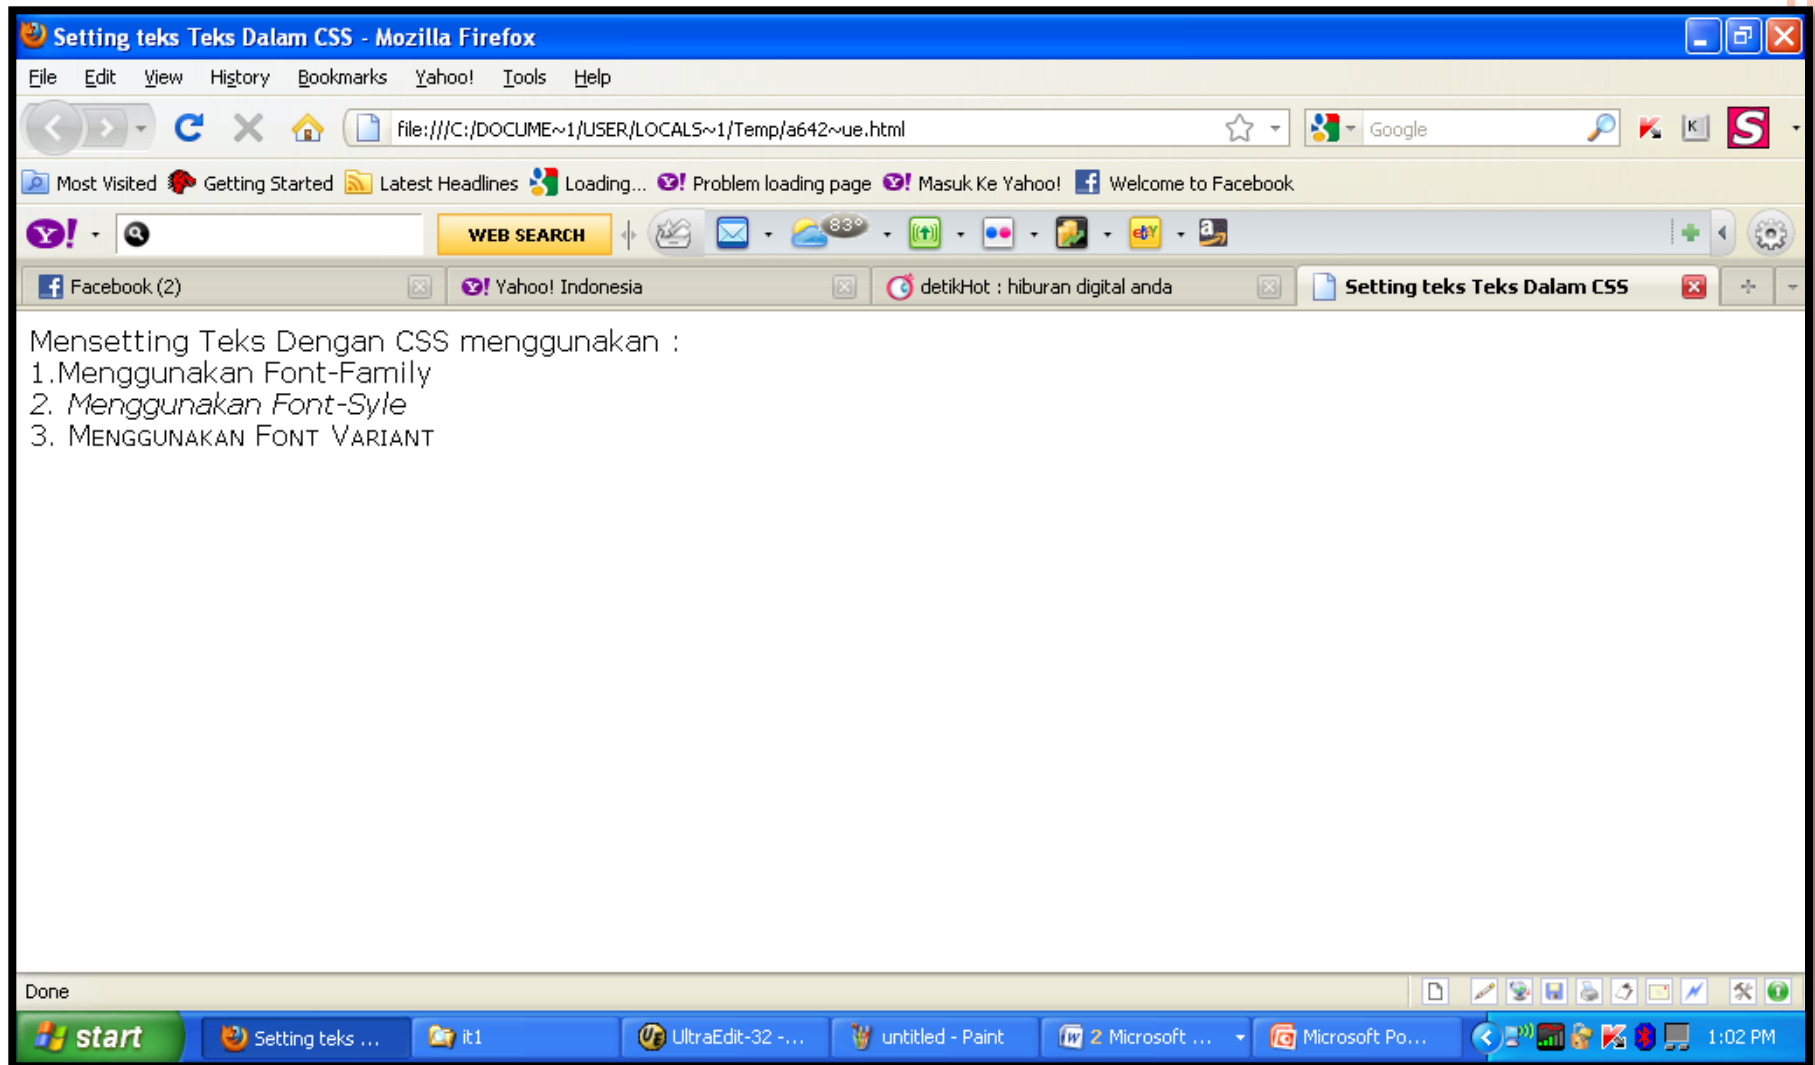 Setting teks Teks Dalam CSS - Mozilla Firefox
File Edit View History Bookmarks Yahoo! Tools Help
file:///C:/DOCUME~1/USER/LOCALS~1/Temp/a642~ue.html Google K S
Most Visited Getting Started Latest Headlines Loading... Y! Problem loading page Y! Masuk Ke Yahoo! f Welcome to Facebook
Y! WEB SEARCH 83° ebY a
f Facebook (2) Y! Yahoo! Indonesia detikHot : hiburan digital anda Setting teks Teks Dalam CSS
Mensetting Teks Dengan CSS menggunakan :
1.Menggunakan Font-Family
2. Menggunakan Font-Syle
3. Menggunakan Font Variant
Done
start Setting teks ... it1 UltraEdit-32 -... untitled - Paint 2 Microsoft ... Microsoft Po... 1:02 PM